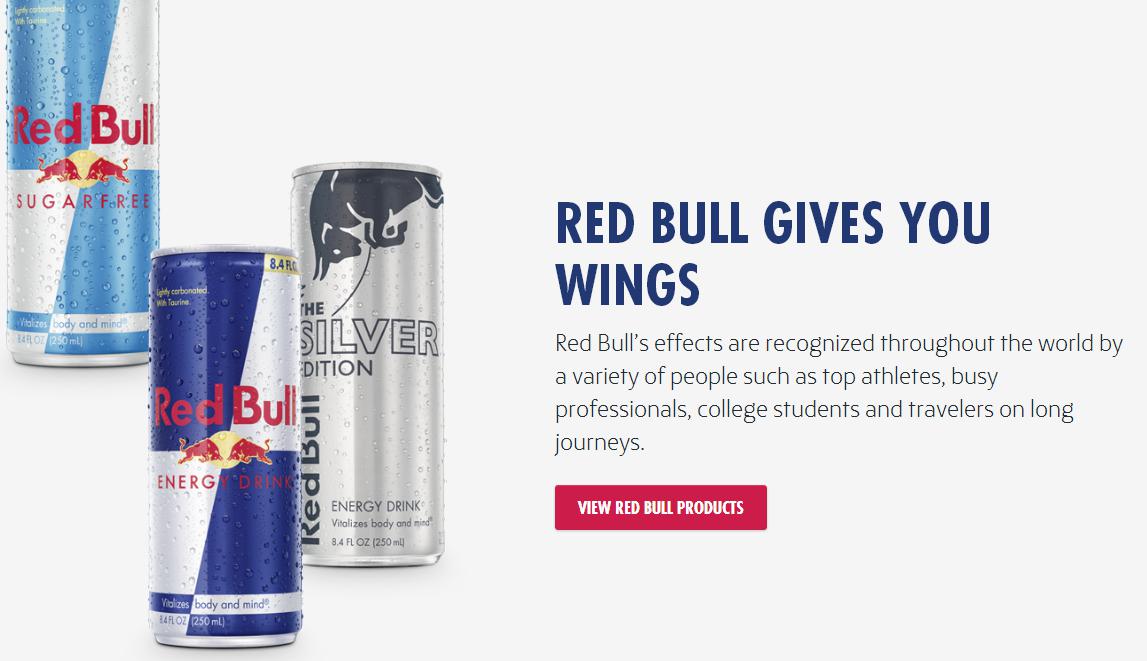 Lightly carbonated.
With Taurine.
Red Bull
SUGARFREE
Vitalizes body and mind®.
8.4 FL OZ (250 mL)
8.4 FL OZ
Lightly carbonated.
With Taurine.
Red Bull
ENERGY DRINK
Vitalizes body and mind®.
8.4 FL OZ (250 mL)
THE
SILVER
EDITION
Red Bull
ENERGY DRINK
Vitalizes body and mind®
8.4 FL OZ (250 mL)
RED BULL GIVES YOU
WINGS
Red Bull’s effects are recognized throughout the world by
a variety of people such as top athletes, busy
professionals, college students and travelers on long
journeys.
VIEW RED BULL PRODUCTS